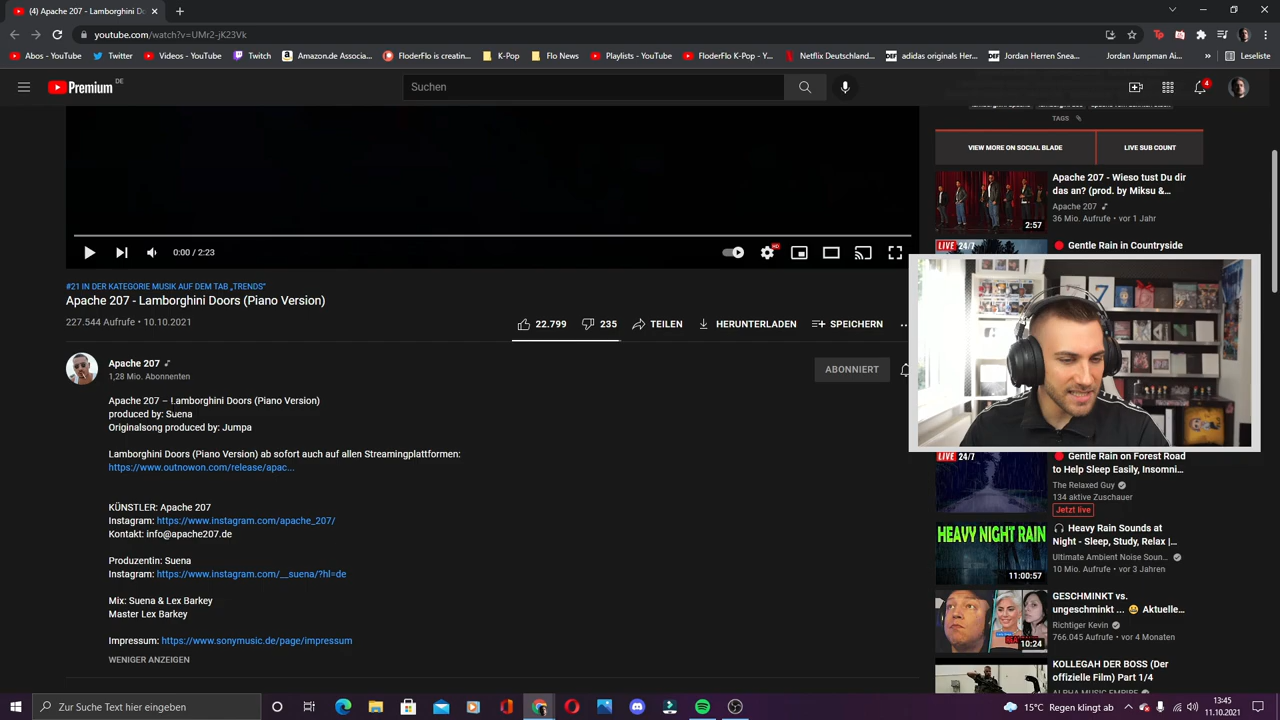 (4) Apache 207 - Lamborghini Do
youtube.com/watch?v=UMr2-jK23Vk
Abos - YouTube
Twitter
Videos - YouTube
Twitch
Amazon.de Associa...
FloderFlo is creatin...
K-Pop
Flo News
Playlists - YouTube
FloderFlo K-Pop - Y...
Netflix Deutschland...
adidas originals Her...
Jordan Herren Snea...
Jordan Jumpman Ai...
»
Leseliste
Premium DE
Suchen
4
TAGS
VIEW MORE ON SOCIAL BLADE
LIVE SUB COUNT
Apache 207 - Wieso tust Du dir
das an? (prod. by Miksu &...
Apache 207
36 Mio. Aufrufe • vor 1 Jahr
2:57
LIVE 24/7
Gentle Rain in Countryside
0:00 / 2:23
HD
#21 IN DER KATEGORIE MUSIK AUF DEM TAB „TRENDS"
Apache 207 - Lamborghini Doors (Piano Version)
227.544 Aufrufe • 10.10.2021
22.799
235
TEILEN
HERUNTERLADEN
SPEICHERN
Apache 207
1,28 Mio. Abonnenten
ABONNIERT
Apache 207 – Lamborghini Doors (Piano Version)
produced by: Suena
Originalsong produced by: Jumpa
Lamborghini Doors (Piano Version) ab sofort auch auf allen Streamingplattformen:
https://www.outnowon.com/release/apac...
KÜNSTLER: Apache 207
Instagram: https://www.instagram.com/apache_207/
Kontakt: info@apache207.de
Produzentin: Suena
Instagram: https://www.instagram.com/__suena/?hl=de
Mix: Suena & Lex Barkey
Master Lex Barkey
Impressum: https://www.sonymusic.de/page/impressum
WENIGER ANZEIGEN
7
LIVE 24/7
Gentle Rain on Forest Road
to Help Sleep Easily, Insomni...
The Relaxed Guy
134 aktive Zuschauer
Jetzt live
HEAVY NIGHT RAIN
11:00:57
Heavy Rain Sounds at
Night - Sleep, Study, Relax |...
Ultimate Ambient Noise Soun...
10 Mio. Aufrufe • vor 3 Jahren
GESCHMINKT vs.
ungeschminkt ... Aktuelle...
Richtiger Kevin
766.045 Aufrufe • vor 4 Monaten
10:24
KOLLEGAH DER BOSS (Der
offizielle Film) Part 1/4
ALPHA MUSIC EMPIRE
Zur Suche Text hier eingeben
15°C Regen klingt ab
13:45
11.10.2021